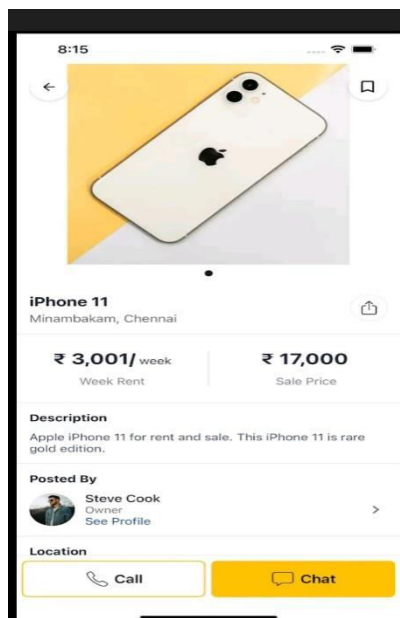 8:15
iPhone 11
Minambakam, Chennai
₹ 3,001/ week
Week Rent
₹ 17,000
Sale Price
Description
Apple iPhone 11 for rent and sale. This iPhone 11 is rare
gold edition.
Posted By
Steve Cook
Owner
See Profile
Location
Call
Chat